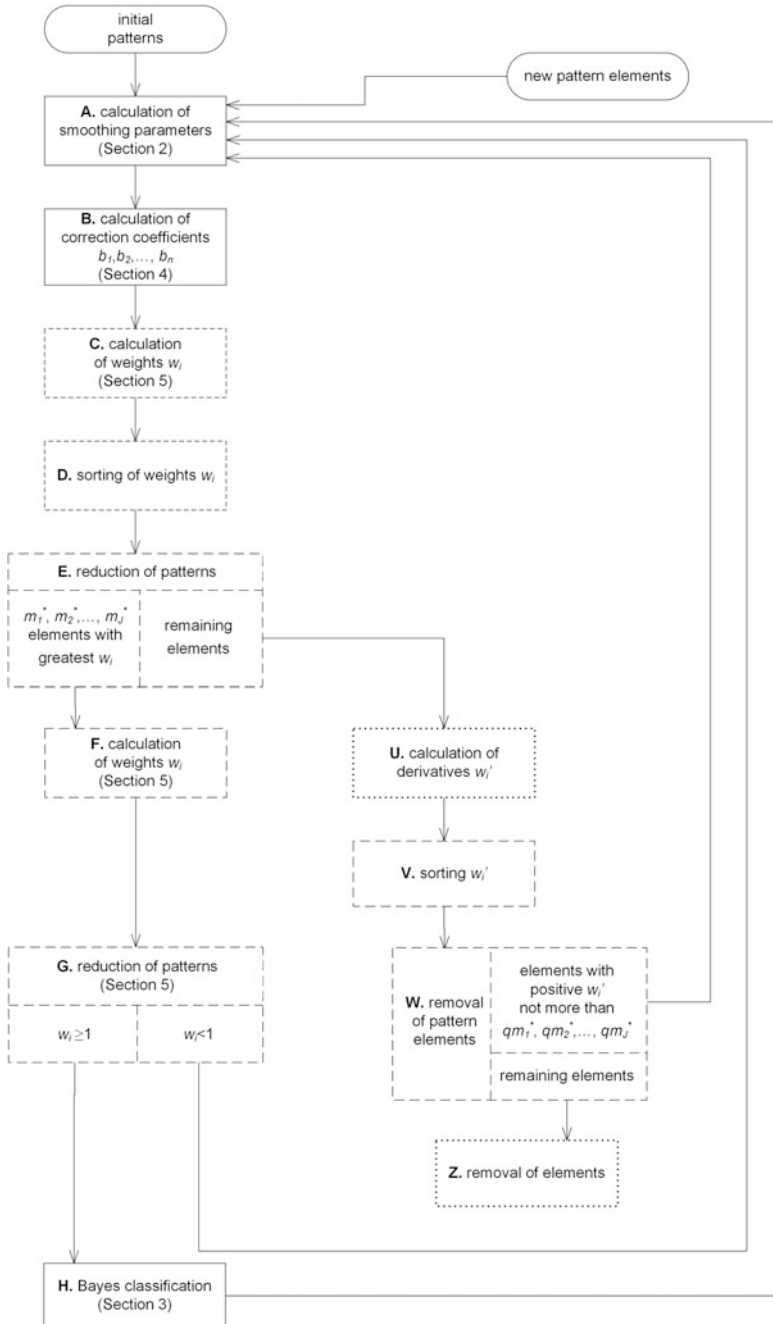 initial
patterns
new pattern elements
A. calculation of
smoothing parameters
(Section 2)
B. calculation of
correction coefficients
b₁,b₂,..., bₙ
(Section 4)
C. calculation
of weights wᵢ
(Section 5)
D. sorting of weights wᵢ
E. reduction of patterns
m₁*, m₂*,..., m_J*
elements with
greatest wᵢ
remaining
elements
F. calculation
of weights wᵢ
(Section 5)
U. calculation of
derivatives wᵢ'
V. sorting wᵢ'
G. reduction of patterns
(Section 5)
wᵢ ≥1
wᵢ<1
W. removal
of pattern
elements
elements with
positive wᵢ'
not more than
qm₁*, qm₂*,..., qm_J*
remaining elements
Z. removal of elements
H. Bayes classification
(Section 3)